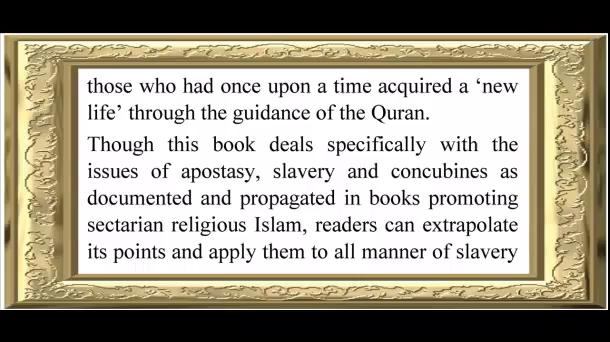 those who had once upon a time acquired a ‘new
life’ through the guidance of the Quran.
Though this book deals specifically with the
issues of apostasy, slavery and concubines as
documented and propagated in books promoting
sectarian religious Islam, readers can extrapolate
its points and apply them to all manner of slavery